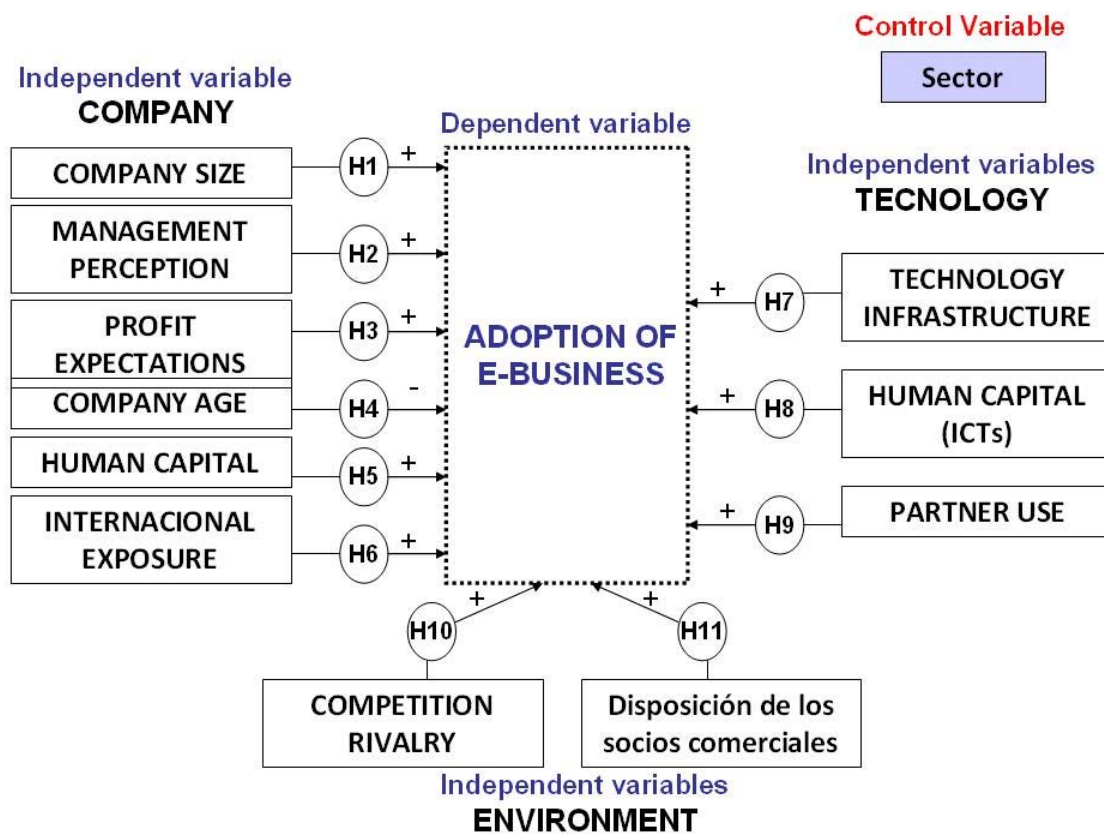 Control Variable
Sector
Independent variable
COMPANY
COMPANY SIZE
H1
+
MANAGEMENT
PERCEPTION
H2
+
PROFIT
EXPECTATIONS
H3
+
COMPANY AGE
H4
-
HUMAN CAPITAL
H5
+
INTERNACIONAL
EXPOSURE
H6
+
Dependent variable
ADOPTION OF
E-BUSINESS
Independent variables
TECNOLOGY
+
H7
TECHNOLOGY
INFRASTRUCTURE
+
H8
HUMAN CAPITAL
(ICTs)
+
H9
PARTNER USE
+
H10
COMPETITION
RIVALRY
+
H11
Disposición de los
socios comerciales
Independent variables
ENVIRONMENT